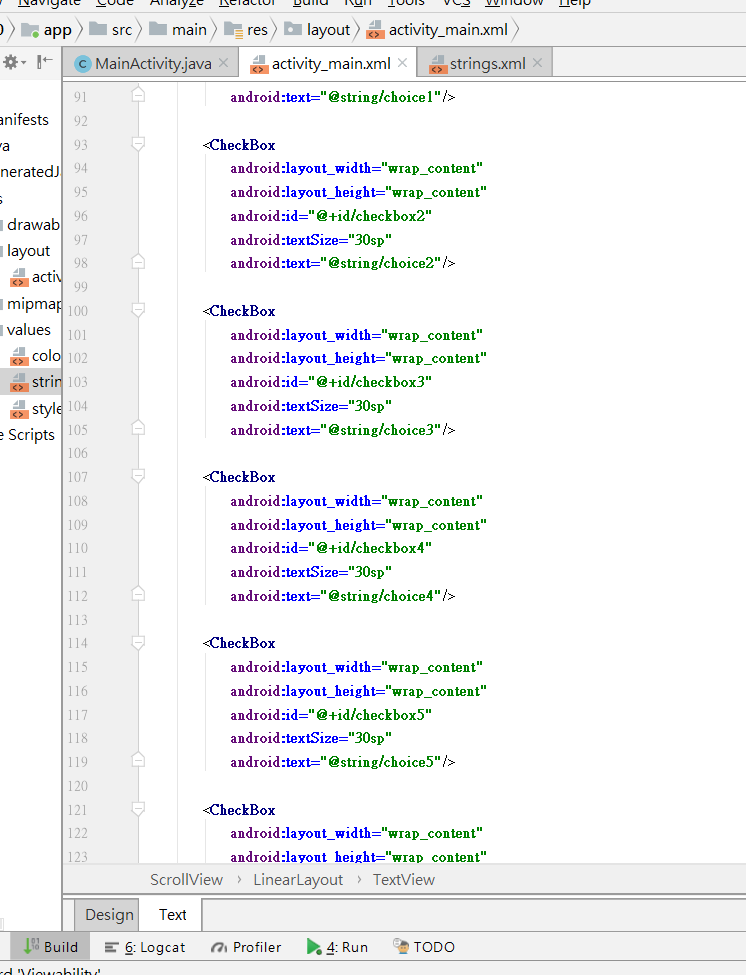 Navigate Code Analyze Refactor Build Run Tools VCS Window Help
app src main res layout activity_main.xml
MainActivity.java activity_main.xml strings.xml
91 android:text="@string/choice1"/>
92
93 <CheckBox
94 android:layout_width="wrap_content"
95 android:layout_height="wrap_content"
96 android:id="@+id/checkbox2"
97 android:textSize="30sp"
98 android:text="@string/choice2"/>
99
100 <CheckBox
101 android:layout_width="wrap_content"
102 android:layout_height="wrap_content"
103 android:id="@+id/checkbox3"
104 android:textSize="30sp"
105 android:text="@string/choice3"/>
106
107 <CheckBox
108 android:layout_width="wrap_content"
109 android:layout_height="wrap_content"
110 android:id="@+id/checkbox4"
111 android:textSize="30sp"
112 android:text="@string/choice4"/>
113
114 <CheckBox
115 android:layout_width="wrap_content"
116 android:layout_height="wrap_content"
117 android:id="@+id/checkbox5"
118 android:textSize="30sp"
119 android:text="@string/choice5"/>
120
121 <CheckBox
122 android:layout_width="wrap_content"
123 android:layout_height="wrap_content"
anifests
va
neratedJa
s
drawab
layout
activ
mipmap
values
colo
strin
style
e Scripts
ScrollView LinearLayout TextView
Design Text
Build 6: Logcat Profiler 4: Run TODO
rd 'Viewability'